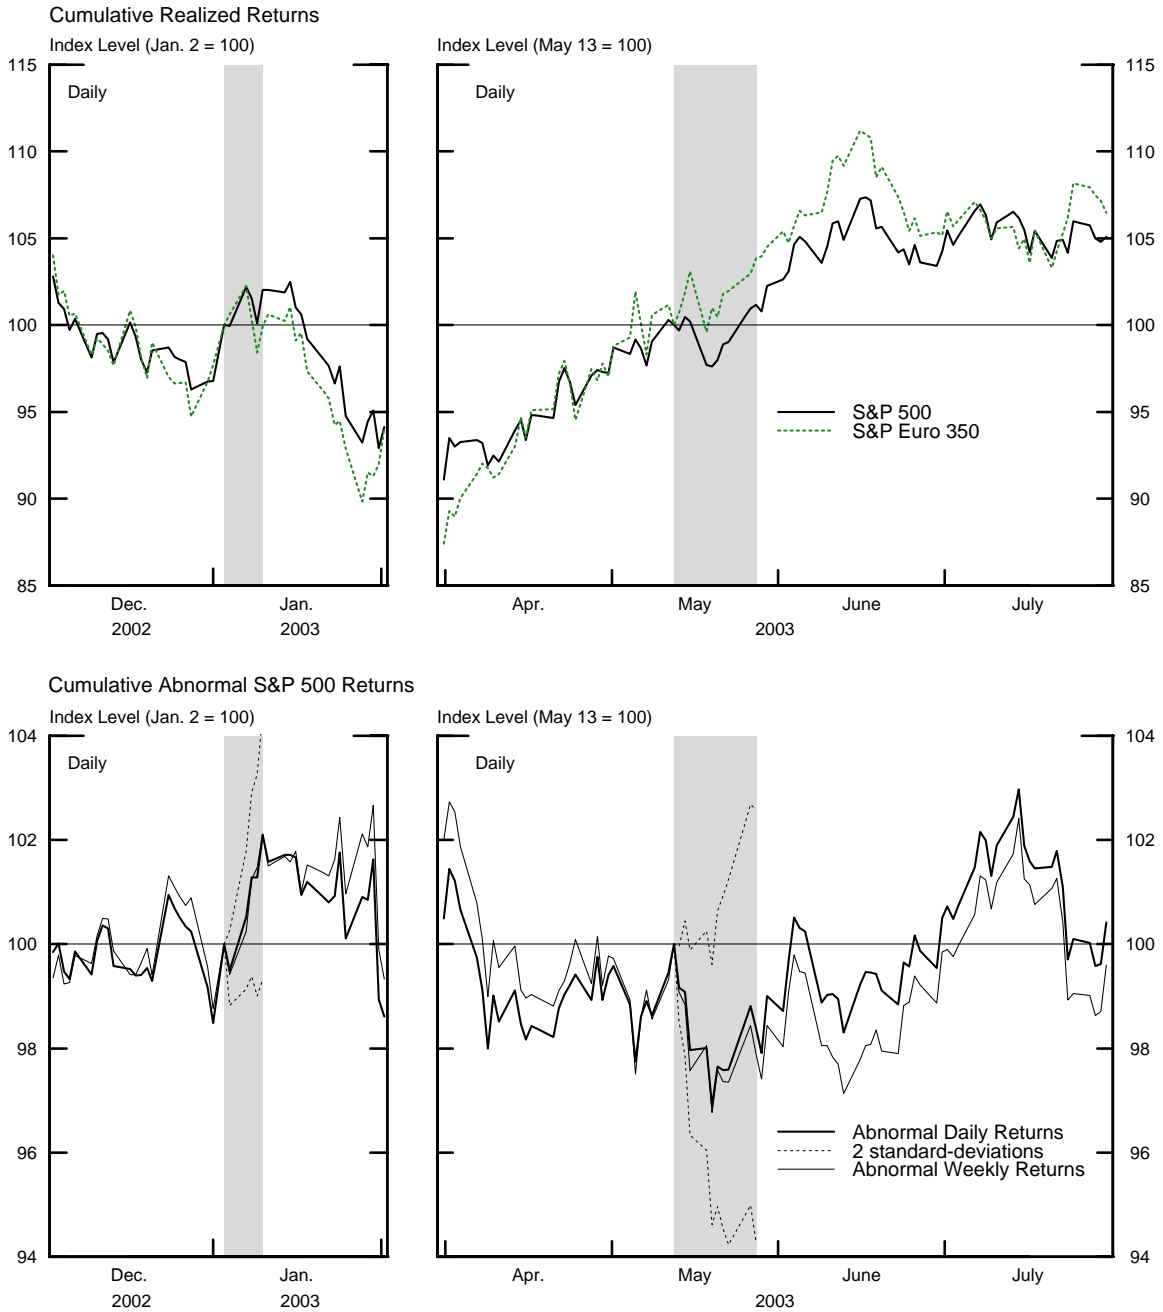 Cumulative Realized Returns
Index Level (Jan. 2 = 100)
Index Level (May 13 = 100)
115
115
Daily
Daily
110
110
105
105
100
100
S&P 500
95
95
S&P Euro 350
90
90
85
85
Dec.
Jan.
Apr.
May
June
July
2002
2003
2003
Cumulative Abnormal S&P 500 Returns
Index Level (Jan. 2 = 100)
Index Level (May 13 = 100)
104
104
Daily
Daily
102
102
100
100
98
98
Abnormal Daily Returns
96
2 standard-deviations
96
Abnormal Weekly Returns
94
94
Dec.
Jan.
Apr.
May
June
July
2002
2003
2003